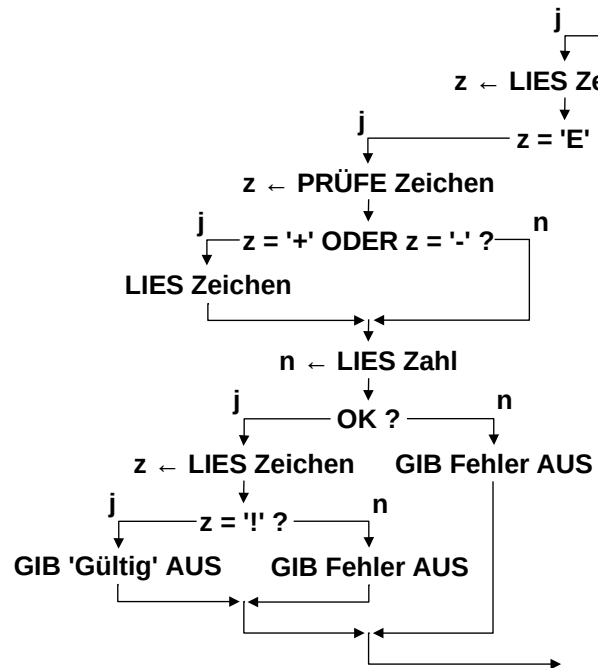 j
z ← LIES
j
z = 'E'
z ← PRÜFE Zeichen
j z = '+' ODER z = '-' ? n
LIES Zeichen
n ← LIES Zahl
j OK ? n
z ← LIES Zeichen GIB Fehler AUS
j z = '!' ? n
GIB 'Gültig' AUS GIB Fehler AUS